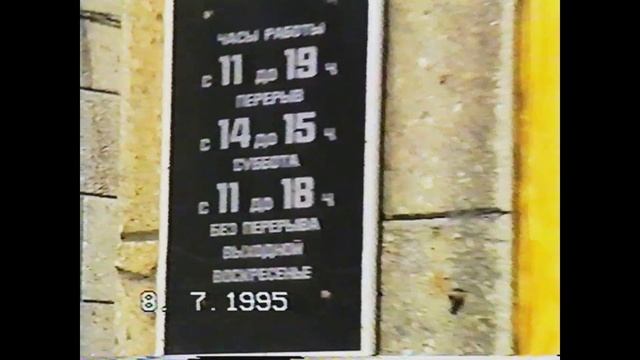 ЧАСЫ РАБОТЫ
С 11 ДО 19 Ч.
ПЕРЕРЫВ
С 14 ДО 15 Ч.
СУББОТА
С 11 ДО 18 Ч.
БЕЗ ПЕРЕРЫВА
ВЫХОДНОЙ
ВОСКРЕСЕНЬЕ
8. 7.1995